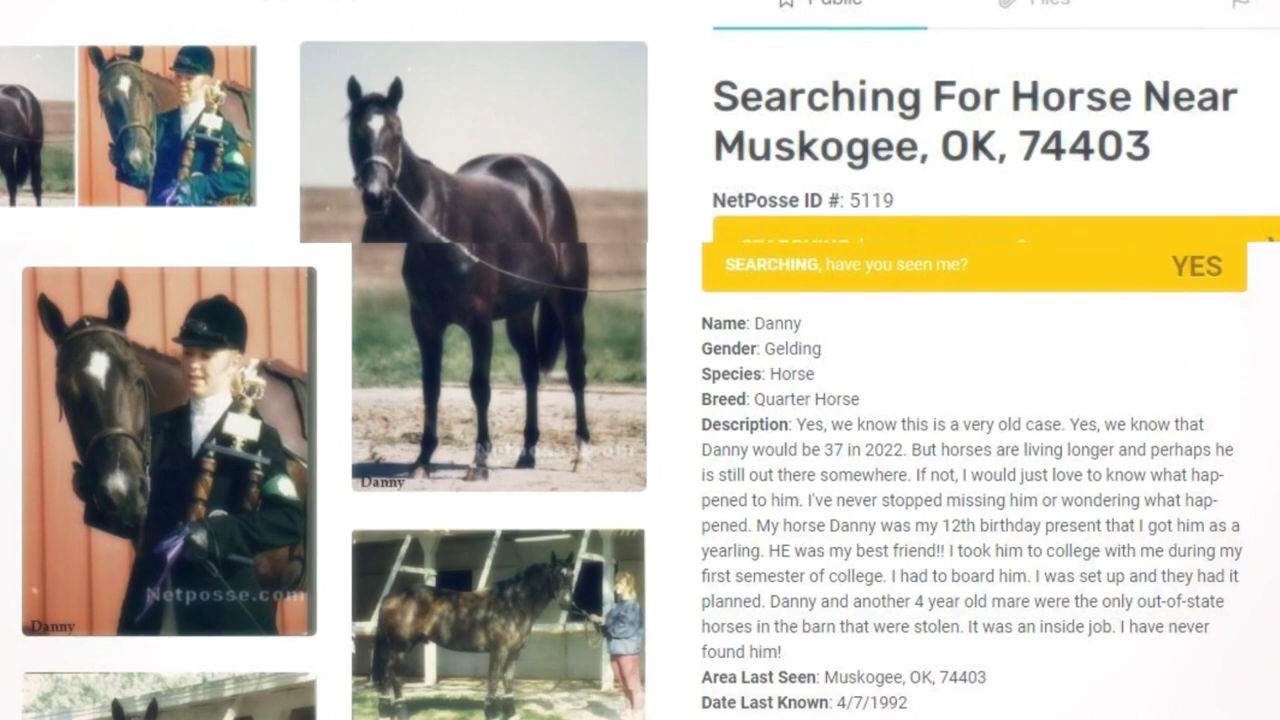 Public
Files
Searching For Horse Near
Muskogee, OK, 74403
NetPosse ID #: 5119
SEARCHING, have you seen me?
YES
Name: Danny
Gender: Gelding
Species: Horse
Breed: Quarter Horse
Description: Yes, we know this is a very old case. Yes, we know that
Danny would be 37 in 2022. But horses are living longer and perhaps he
is still out there somewhere. If not, I would just love to know what hap-
pened to him. I've never stopped missing him or wondering what hap-
pened. My horse Danny was my 12th birthday present that I got him as a
yearling. HE was my best friend!! I took him to college with me during my
first semester of college. I had to board him. I was set up and they had it
planned. Danny and another 4 year old mare were the only out-of-state
horses in the barn that were stolen. It was an inside job. I have never
found him!
Area Last Seen: Muskogee, OK, 74403
Date Last Known: 4/7/1992
Netposse.com
Danny
Netposse.com
Danny